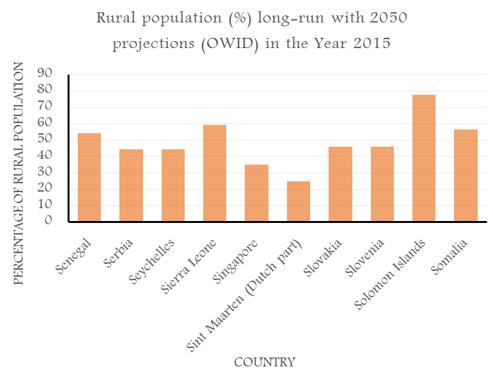 Rural population (%) long-run with 2050
projections (OWID) in the Year 2015
PERCENTAGE OF RURAL POPULATION
90
80
70
60
50
40
30
20
10
0
Senegal
Serbia
Seychelles
Sierra Leone
Singapore
Sint Maarten (Dutch part)
Slovakia
Slovenia
Solomon Islands
Somalia
COUNTRY